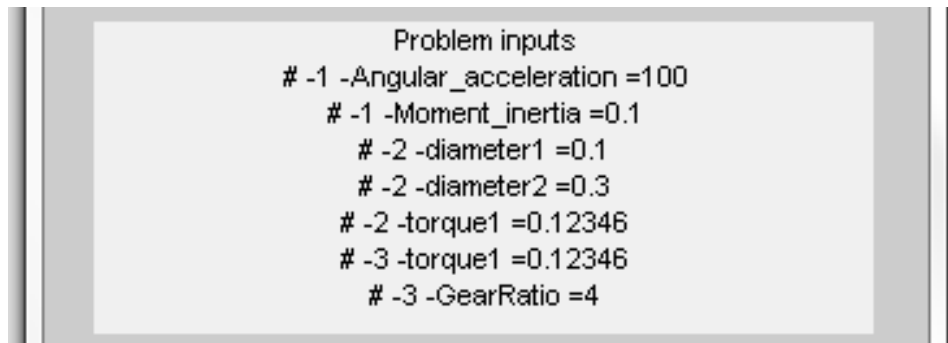 Problem inputs
# -1 -Angular_acceleration =100
# -1 -Moment_inertia =0.1
# -2 -diameter1 =0.1
# -2 -diameter2 =0.3
# -2 -torque1 =0.12346
# -3 -torque1 =0.12346
# -3 -GearRatio =4